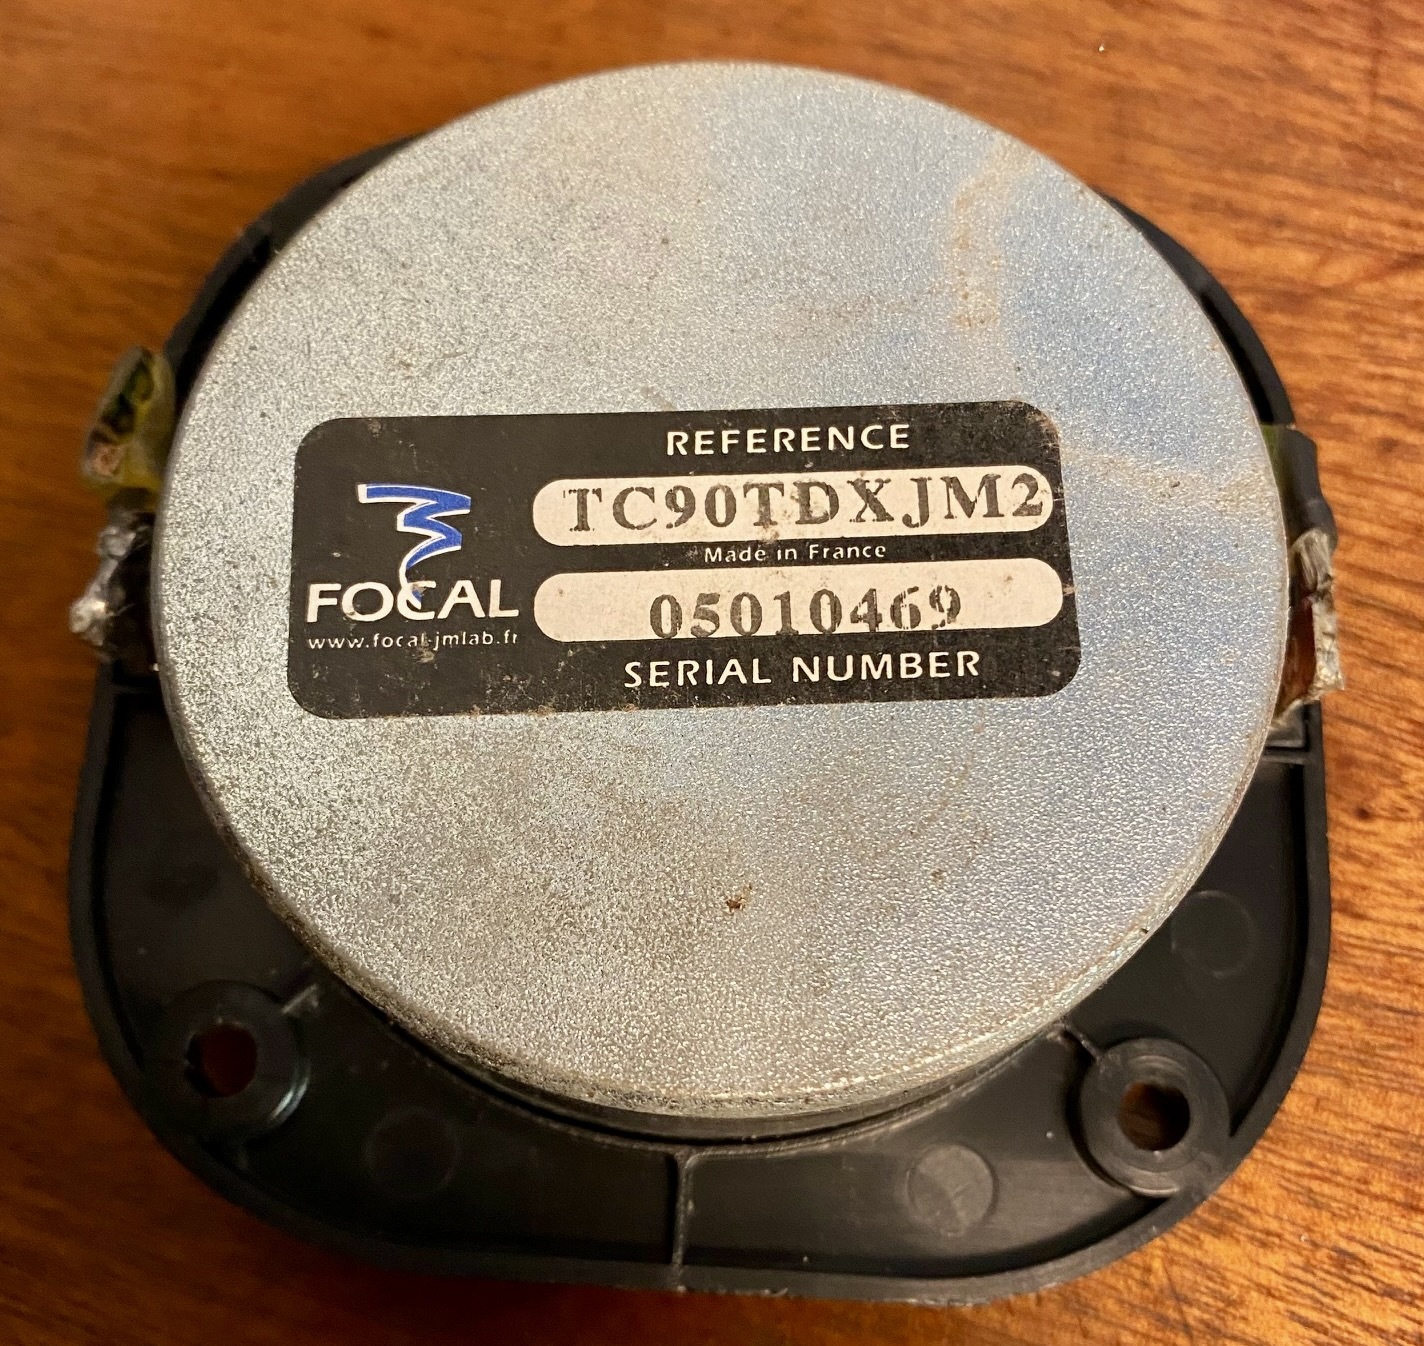 REFERENCE
TC90TDXJM2
Made in France
FOCAL
www.focal-jmlab.fr
05010469
SERIAL NUMBER